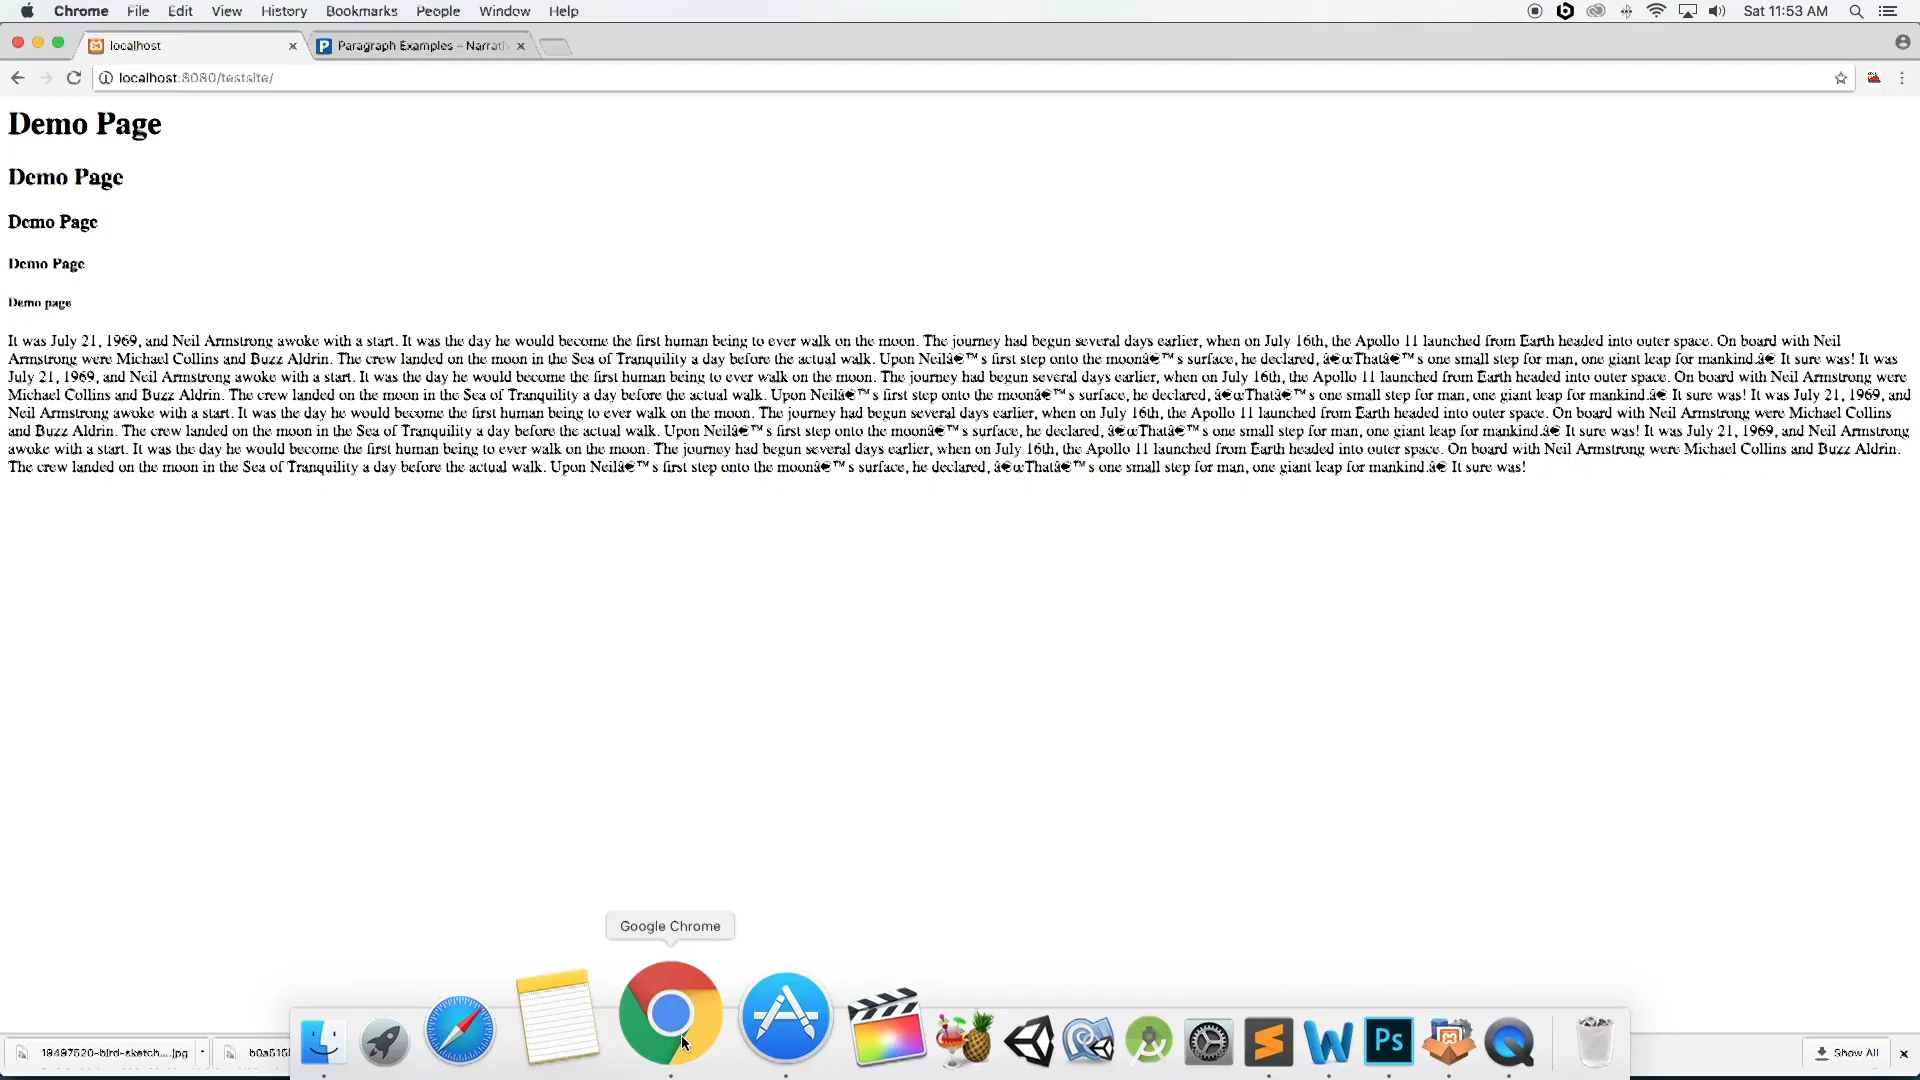 Chrome File Edit View History Bookmarks People Window Help Sat 11:53 AM
localhost Paragraph Examples – Narrativ
localhost:8080/testsite/
Demo Page
Demo Page
Demo Page
Demo Page
Demo page
It was July 21, 1969, and Neil Armstrong awoke with a start. It was the day he would become the first human being to ever walk on the moon. The journey had begun several days earlier, when on July 16th, the Apollo 11 launched from Earth headed into outer space. On board with Neil
Armstrong were Michael Collins and Buzz Aldrin. The crew landed on the moon in the Sea of Tranquility a day before the actual walk. Upon Neilâ€™s first step onto the moonâ€™s surface, he declared, â€œThatâ€™s one small step for man, one giant leap for mankind.â€ It sure was! It was
July 21, 1969, and Neil Armstrong awoke with a start. It was the day he would become the first human being to ever walk on the moon. The journey had begun several days earlier, when on July 16th, the Apollo 11 launched from Earth headed into outer space. On board with Neil Armstrong were
Michael Collins and Buzz Aldrin. The crew landed on the moon in the Sea of Tranquility a day before the actual walk. Upon Neilâ€™s first step onto the moonâ€™s surface, he declared, â€œThatâ€™s one small step for man, one giant leap for mankind.â€ It sure was! It was July 21, 1969, and
Neil Armstrong awoke with a start. It was the day he would become the first human being to ever walk on the moon. The journey had begun several days earlier, when on July 16th, the Apollo 11 launched from Earth headed into outer space. On board with Neil Armstrong were Michael Collins
and Buzz Aldrin. The crew landed on the moon in the Sea of Tranquility a day before the actual walk. Upon Neilâ€™s first step onto the moonâ€™s surface, he declared, â€œThatâ€™s one small step for man, one giant leap for mankind.â€ It sure was! It was July 21, 1969, and Neil Armstrong
awoke with a start. It was the day he would become the first human being to ever walk on the moon. The journey had begun several days earlier, when on July 16th, the Apollo 11 launched from Earth headed into outer space. On board with Neil Armstrong were Michael Collins and Buzz Aldrin.
The crew landed on the moon in the Sea of Tranquility a day before the actual walk. Upon Neilâ€™s first step onto the moonâ€™s surface, he declared, â€œThatâ€™s one small step for man, one giant leap for mankind.â€ It sure was!
Google Chrome
Ps
19497520-bird-sketch....jpg Show All